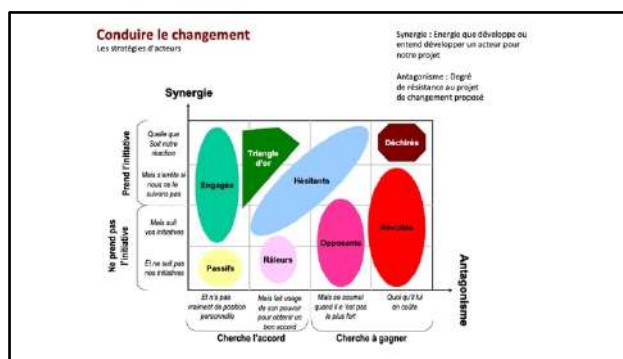 Conduire le changement
Les stratégies d'acteurs
Synergie : Energie que développe ou
entend développer un acteur pour
notre projet
Antagonisme : Degré
de résistance au projet
de changement proposé
Synergie
Prend l'initiative
Quelle que
Soit notre
réaction
Mais s'arrête si
nous ne le
suivons pas
Ne prend pas
l'initiative
Mais suit
vos initiatives
Et ne suit pas
nos initiatives
Engagés
Triangle
d'or
Hésitants
Déchirés
Passifs
Râleurs
Opposants
Révoltés
Antagonisme
Et n'a pas
vraiment de position
personnelle
Mais fait usage
de son pouvoir
pour obtenir un
bon accord
Mais se soumet
quand il n'est pas
le plus fort
Quoi qu'il lui
en coûte
Cherche l'accord
Cherche à gagner